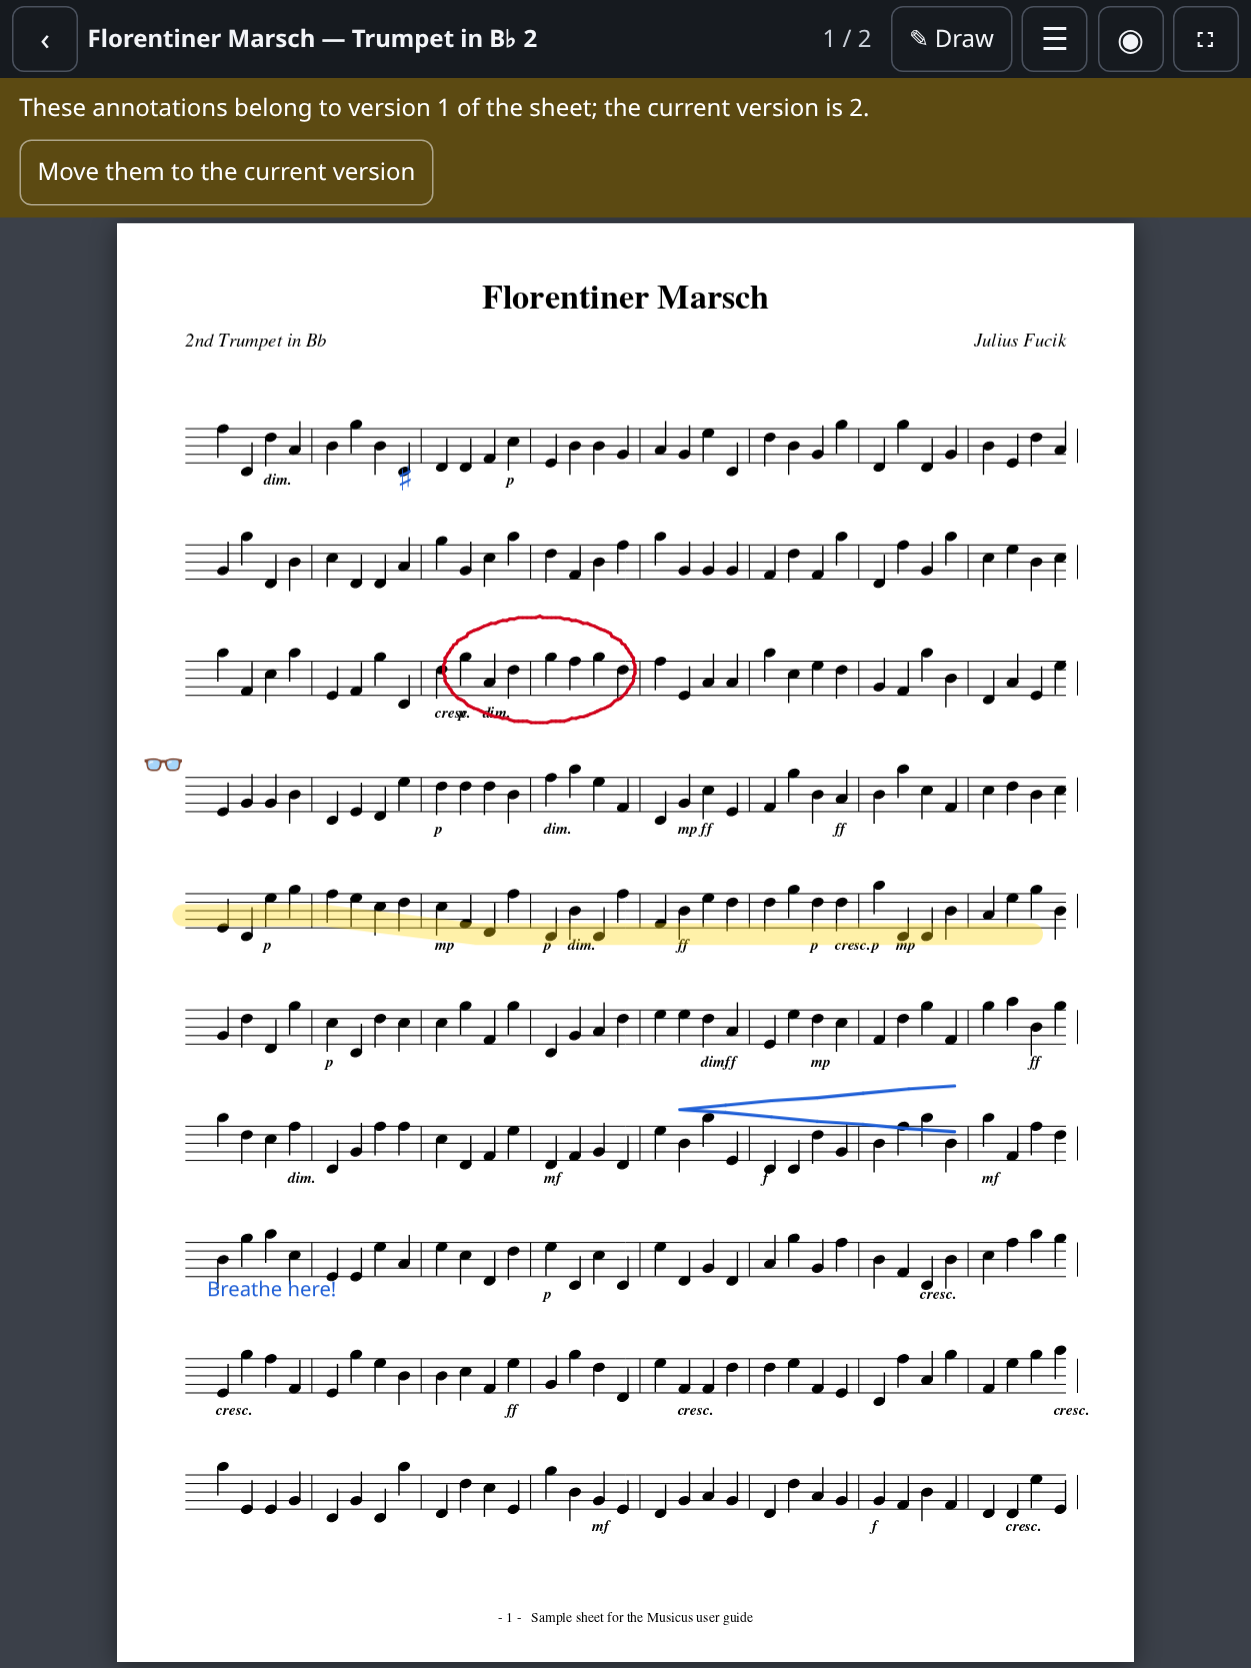 ‹ Florentiner Marsch — Trumpet in B♭ 2 1 / 2 ✎ Draw ☰ ◉ ⛶
These annotations belong to version 1 of the sheet; the current version is 2.
Move them to the current version
Florentiner Marsch
2nd Trumpet in Bb Julius Fucik
dim. ♯ p
cresc. dim.
p dim. mp ff ff
p mp p dim. ff p cresc. p mp
p dim ff mp ff
dim. mf f mf
Breathe here! p cresc.
cresc. ff cresc. cresc.
mf f cresc.
- 1 - Sample sheet for the Musicus user guide